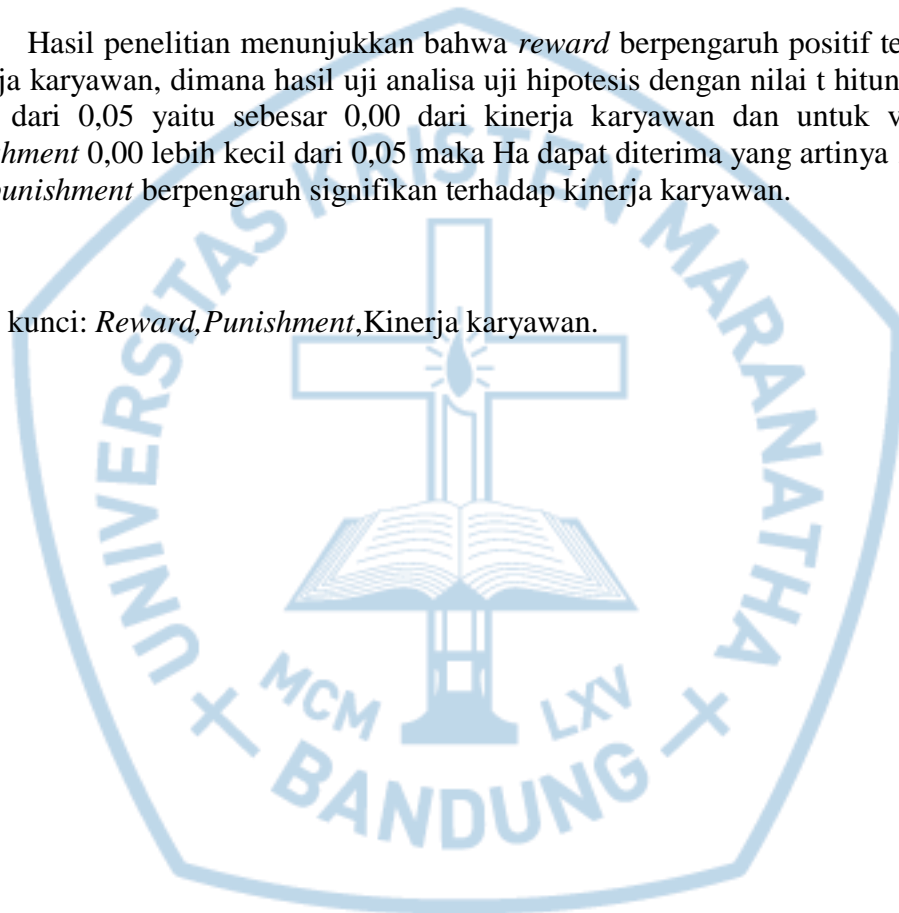 Hasil penelitian menunjukkan bahwa reward berpengaruh positif te
ja karyawan, dimana hasil uji analisa uji hipotesis dengan nilai t hitun
dari 0,05 yaitu sebesar 0,00 dari kinerja karyawan dan untuk v
shment 0,00 lebih kecil dari 0,05 maka Ha dapat diterima yang artinya
punishment berpengaruh signifikan terhadap kinerja karyawan.
kunci: Reward,Punishment,Kinerja karyawan.
UNIVERSITAS KRISTEN MARANATHA
MCM LXV
BANDUNG